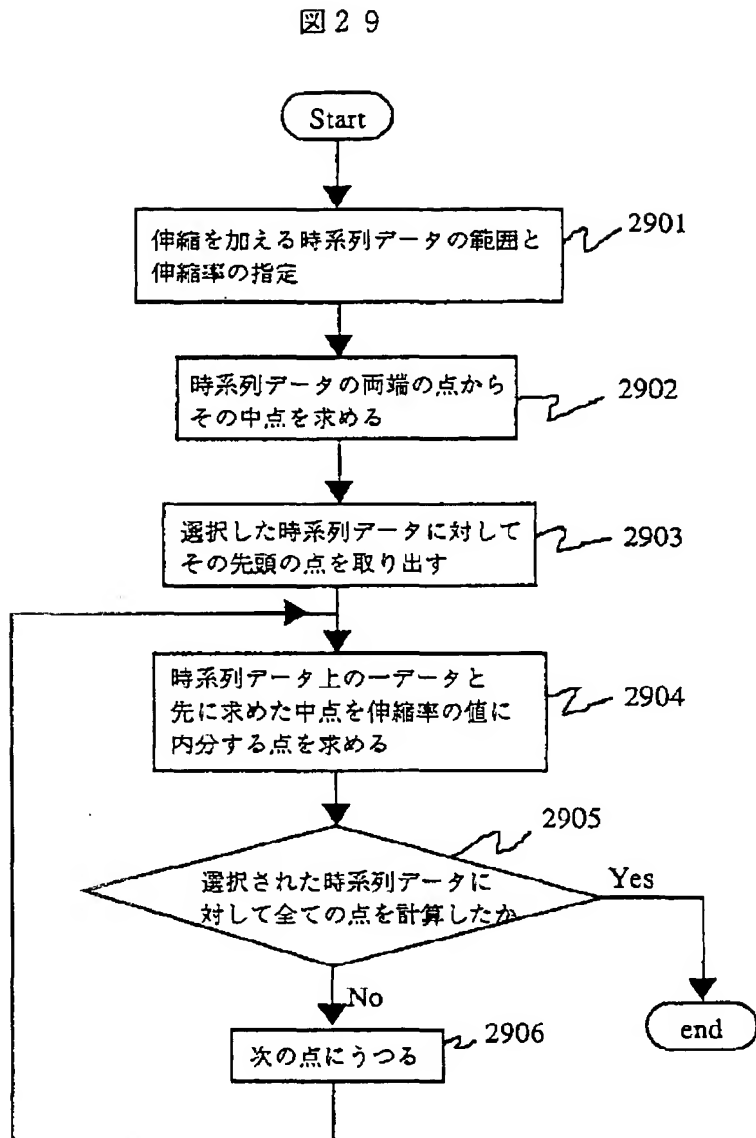 図29
Start
伸縮を加える時系列データの範囲と
伸縮率の指定
2901
時系列データの両端の点から
その中点を求める
2902
選択した時系列データに対して
その先頭の点を取り出す
2903
時系列データ上の一データと
先に求めた中点を伸縮率の値に
内分する点を求める
2904
2905
選択された時系列データに
対して全ての点を計算したか
Yes
No
次の点にうつる
2906
end